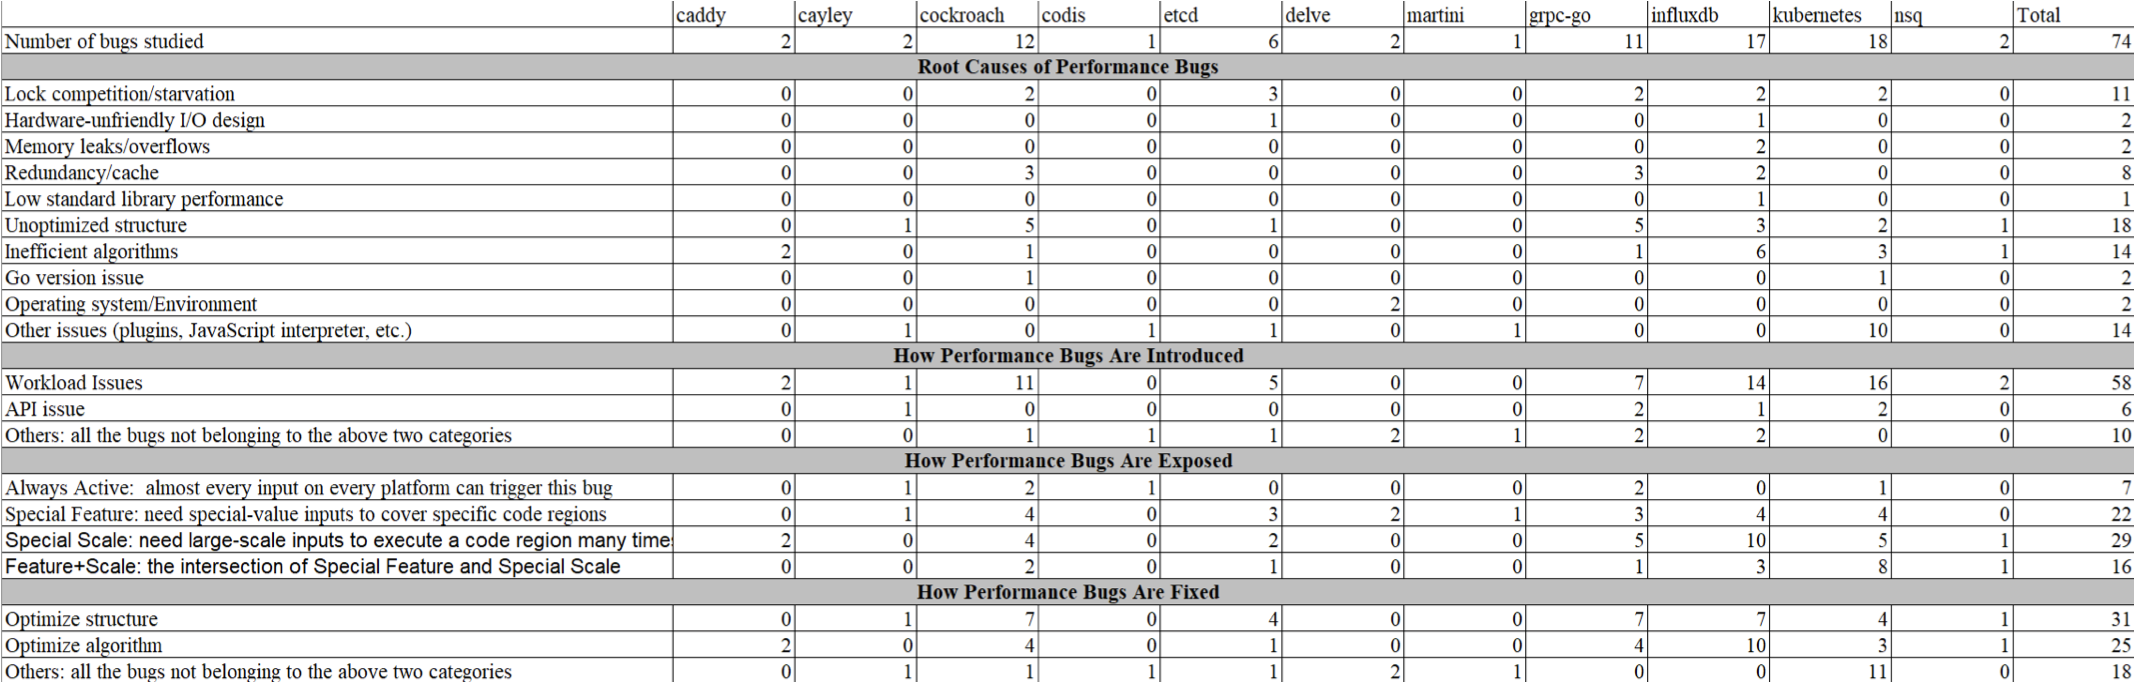 caddy cayley cockroach codis etcd delve martini grpc-go influxdb kubernetes nsq Total
Number of bugs studied 2 2 12 1 6 2 1 11 17 18 2 74
Root Causes of Performance Bugs
Lock competition/starvation 0 0 2 0 3 0 0 2 2 2 0 11
Hardware-unfriendly I/O design 0 0 0 0 1 0 0 0 1 0 0 2
Memory leaks/overflows 0 0 0 0 0 0 0 0 2 0 0 2
Redundancy/cache 0 0 3 0 0 0 0 3 2 0 0 8
Low standard library performance 0 0 0 0 0 0 0 0 1 0 0 1
Unoptimized structure 0 1 5 0 1 0 0 5 3 2 1 18
Inefficient algorithms 2 0 1 0 0 0 0 1 6 3 1 14
Go version issue 0 0 1 0 0 0 0 0 0 1 0 2
Operating system/Environment 0 0 0 0 0 2 0 0 0 0 0 2
Other issues (plugins, JavaScript interpreter, etc.) 0 1 0 1 1 0 1 0 0 10 0 14
How Performance Bugs Are Introduced
Workload Issues 2 1 11 0 5 0 0 7 14 16 2 58
API issue 0 1 0 0 0 0 0 2 1 2 0 6
Others: all the bugs not belonging to the above two categories 0 0 1 1 1 2 1 2 2 0 0 10
How Performance Bugs Are Exposed
Always Active: almost every input on every platform can trigger this bug 0 1 2 1 0 0 0 2 0 1 0 7
Special Feature: need special-value inputs to cover specific code regions 0 1 4 0 3 2 1 3 4 4 0 22
Special Scale: need large-scale inputs to execute a code region many times 2 0 4 0 2 0 0 5 10 5 1 29
Feature+Scale: the intersection of Special Feature and Special Scale 0 0 2 0 1 0 0 1 3 8 1 16
How Performance Bugs Are Fixed
Optimize structure 0 1 7 0 4 0 0 7 7 4 1 31
Optimize algorithm 2 0 4 0 1 0 0 4 10 3 1 25
Others: all the bugs not belonging to the above two categories 0 1 1 1 1 2 1 0 0 11 0 18